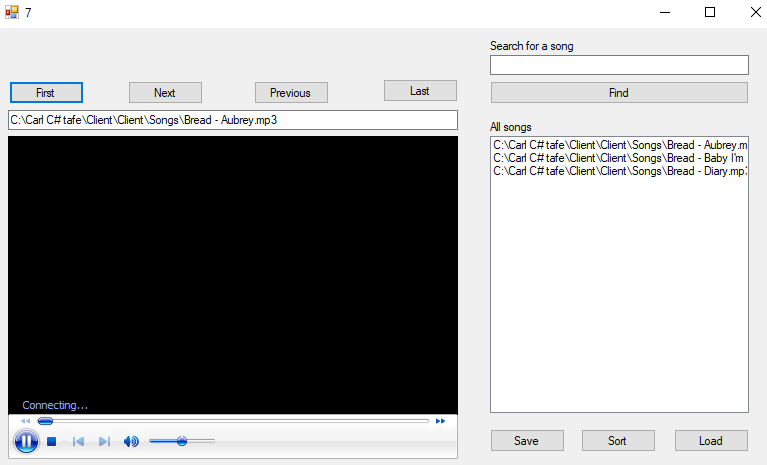 7
Search for a song
First
Next
Previous
Last
Find
C:\Carl C# tafe\Client\Client\Songs\Bread - Aubrey.mp3
All songs
C:\Carl C# tafe\Client\Client\Songs\Bread - Aubrey.m
C:\Carl C# tafe\Client\Client\Songs\Bread - Baby I'm
C:\Carl C# tafe\Client\Client\Songs\Bread - Diary.mp3
Connecting...
Save
Sort
Load